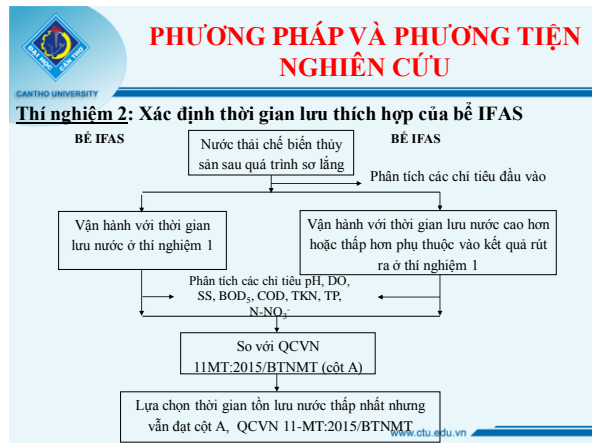 PHƯƠNG PHÁP VÀ PHƯƠNG TIỆN
NGHIÊN CỨU
ĐẠI HỌC CẦN THƠ
CANTHO UNIVERSITY
Thí nghiệm 2: Xác định thời gian lưu thích hợp của bể IFAS
BỂ IFAS
BỂ IFAS
Nước thải chế biến thủy
sản sau quá trình sơ lắng
Phân tích các chỉ tiêu đầu vào
Vận hành với thời gian
lưu nước ở thí nghiệm 1
Vận hành với thời gian lưu nước cao hơn
hoặc thấp hơn phụ thuộc vào kết quả rút
ra ở thí nghiệm 1
Phân tích các chỉ tiêu pH, DO,
SS, BOD₅, COD, TKN, TP,
N-NO₃⁻
So với QCVN
11MT:2015/BTNMT (cột A)
Lựa chọn thời gian tồn lưu nước thấp nhất nhưng
vẫn đạt cột A, QCVN 11-MT:2015/BTNMT
www.ctu.edu.vn